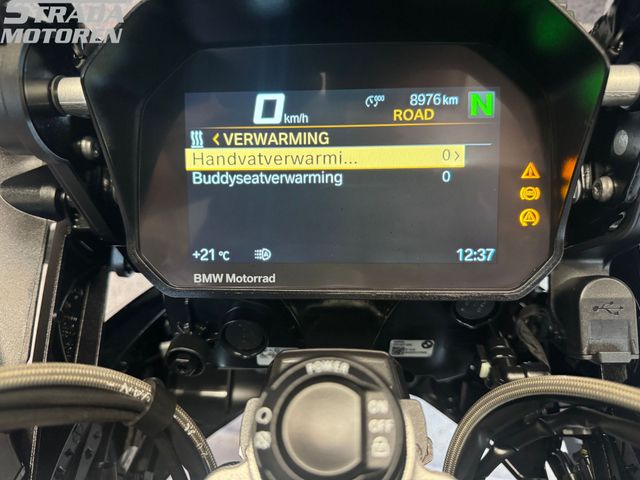 STRADA
MOTOREN
0 km/h
8976 km
ROAD
N
< VERWARMING
Handvatverwarmi... 0 >
Buddyseatverwarming 0
+21 °C
12:37
BMW Motorrad
POWER
ON
OFF